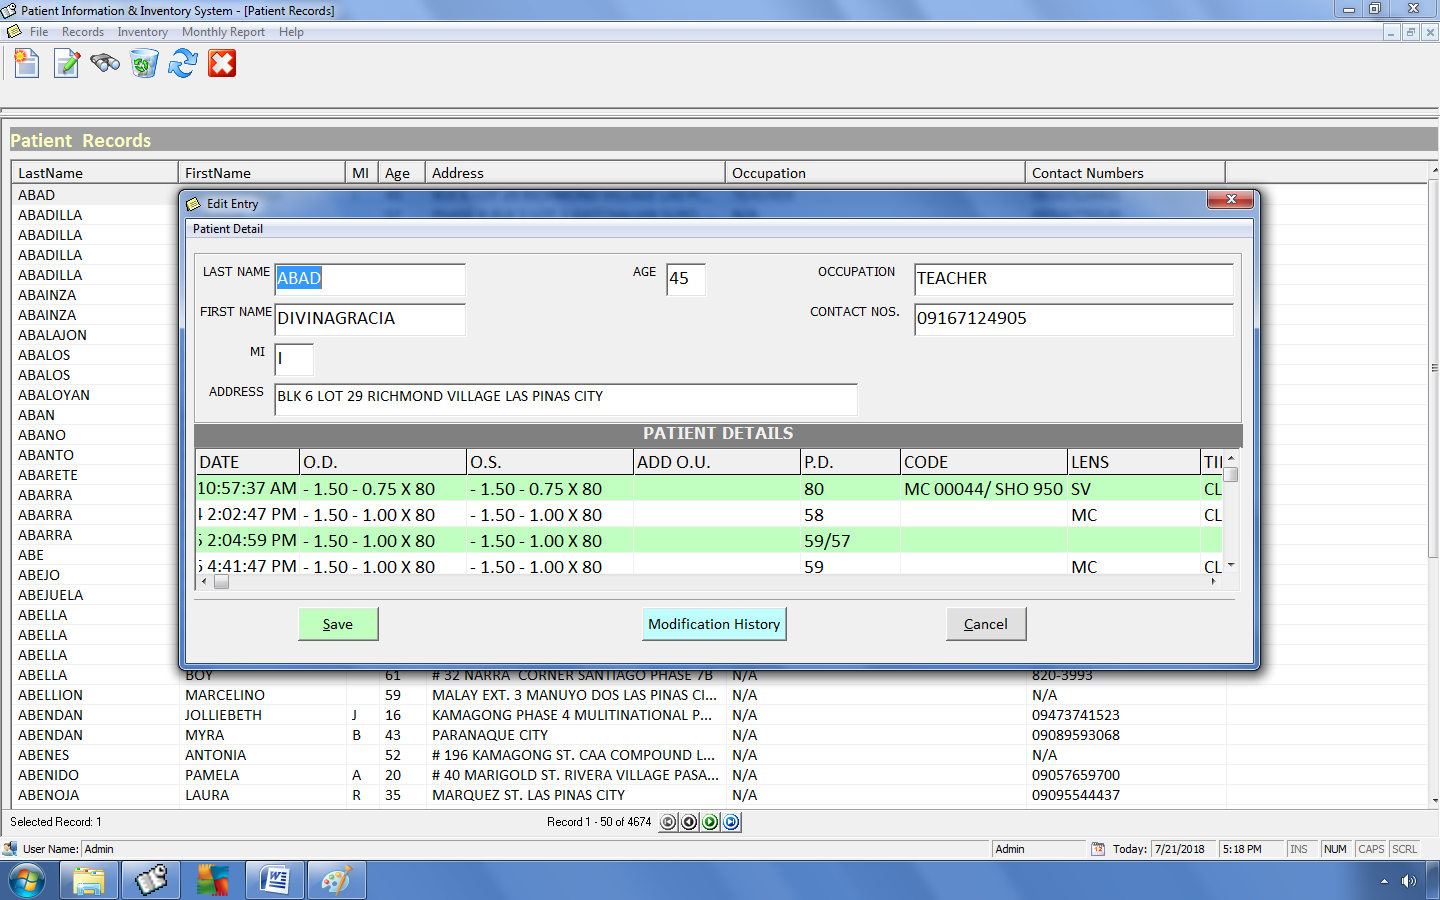 Patient Information & Inventory System - [Patient Records]
File Records Inventory Monthly Report Help
Patient Records
LastName FirstName MI Age Address Occupation Contact Numbers
ABAD
ABADILLA
ABADILLA
ABADILLA
ABADILLA
ABAINZA
ABAINZA
ABALAJON
ABALOS
ABALOS
ABALOYAN
ABAN
ABANO
ABANTO
ABARETE
ABARRA
ABARRA
ABARRA
ABE
ABEJO
ABEJUELA
ABELLA
ABELLA
ABELLA
Edit Entry
Patient Detail
LAST NAME ABAD AGE 45 OCCUPATION TEACHER
FIRST NAME DIVINAGRACIA CONTACT NOS. 09167124905
MI I
ADDRESS BLK 6 LOT 29 RICHMOND VILLAGE LAS PINAS CITY
PATIENT DETAILS
DATE O.D. O.S. ADD O.U. P.D. CODE LENS TI
10:57:37 AM - 1.50 - 0.75 X 80 - 1.50 - 0.75 X 80 80 MC 00044/ SHO 950 SV CL
4 2:02:47 PM - 1.50 - 1.00 X 80 - 1.50 - 1.00 X 80 58 MC CL
5 2:04:59 PM - 1.50 - 1.00 X 80 - 1.50 - 1.00 X 80 59/57
5 4:41:47 PM - 1.50 - 1.00 X 80 - 1.50 - 1.00 X 80 59 MC CL
Save Modification History Cancel
ABELLA BOY 61 # 32 NARRA CORNER SANTIAGO PHASE 7B N/A 820-3993
ABELLION MARCELINO 59 MALAY EXT. 3 MANUYO DOS LAS PINAS CI... N/A N/A
ABENDAN JOLLIEBETH J 16 KAMAGONG PHASE 4 MULITINATIONAL P... N/A 09473741523
ABENDAN MYRA B 43 PARANAQUE CITY N/A 09089593068
ABENES ANTONIA 52 # 196 KAMAGONG ST. CAA COMPOUND L... N/A N/A
ABENIDO PAMELA A 20 # 40 MARIGOLD ST. RIVERA VILLAGE PASA... N/A 09057659700
ABENOJA LAURA R 35 MARQUEZ ST. LAS PINAS CITY N/A 09095544437
Selected Record: 1 Record 1 - 50 of 4674
User Name: Admin Admin Today: 7/21/2018 5:18 PM INS NUM CAPS SCRL